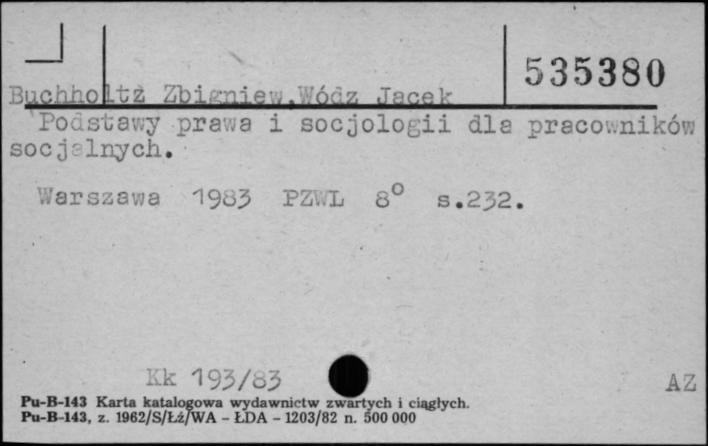 535380
Buchholtz Zbigniew,Wódz Jacek
Podstawy prawa i socjologii dla pracowników
socjalnych.
Warszawa 1983 PZWL 8° s.232.
Kk 193/83
AZ
Pu-B-143 Karta katalogowa wydawnictw zwartych i ciągłych.
Pu-B-143, z. 1962/S/Łź/WA - ŁDA - 1203/82 n. 500 000